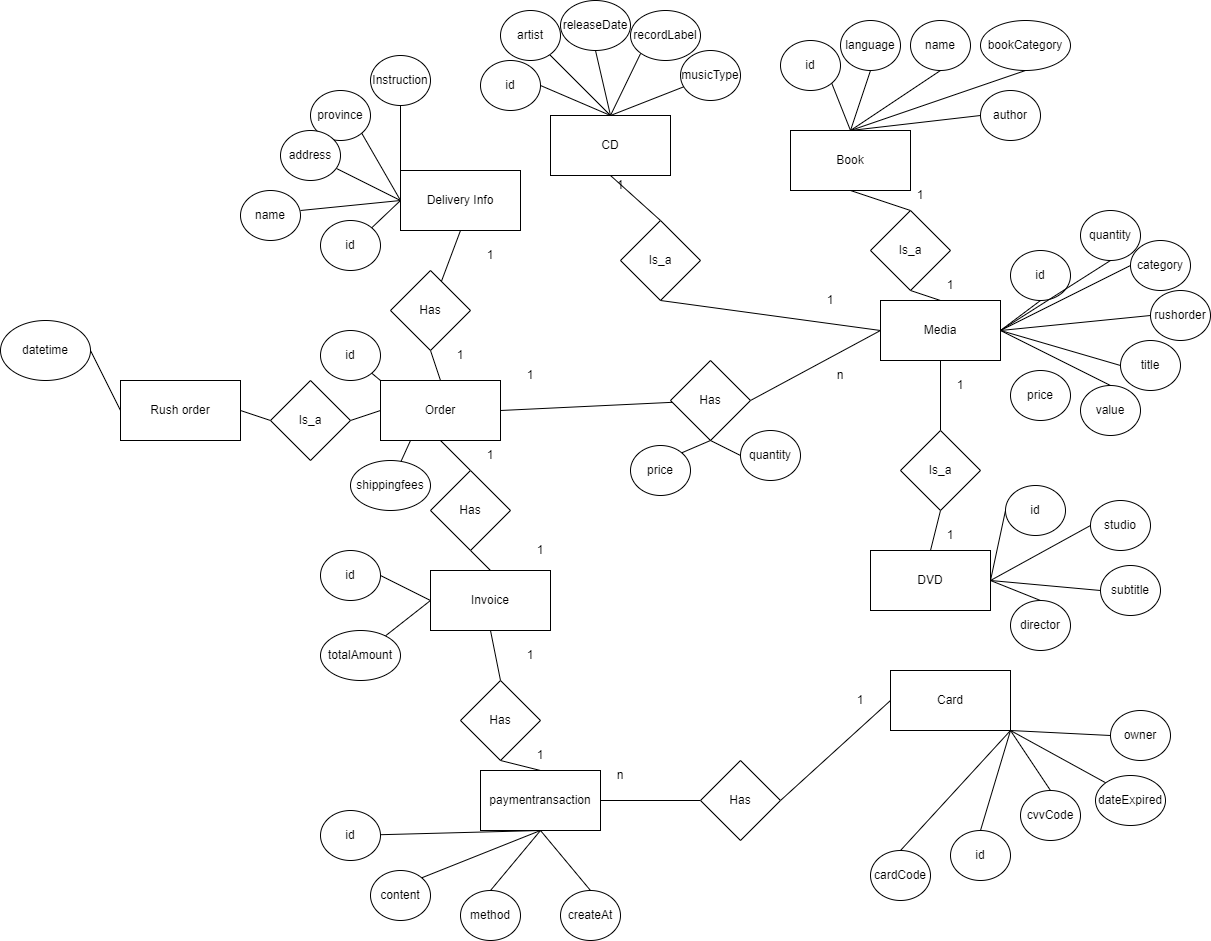 releaseDate
artist
recordLabel
language
name
bookCategory
id
musicType
Instruction
id
province
author
CD
address
Book
1
Delivery Info
1
name
quantity
id
1
Is_a
Is_a
category
id
1
Has
1
rushorder
Media
datetime
id
1
title
1
n
1
Rush order
Order
Has
price
value
Is_a
1
quantity
price
Is_a
shippingfees
Has
id
studio
1
1
id
DVD
subtitle
Invoice
director
totalAmount
1
1
Card
Has
owner
1
n
paymentransaction
Has
dateExpired
cvvCode
id
id
cardCode
content
method
createAt